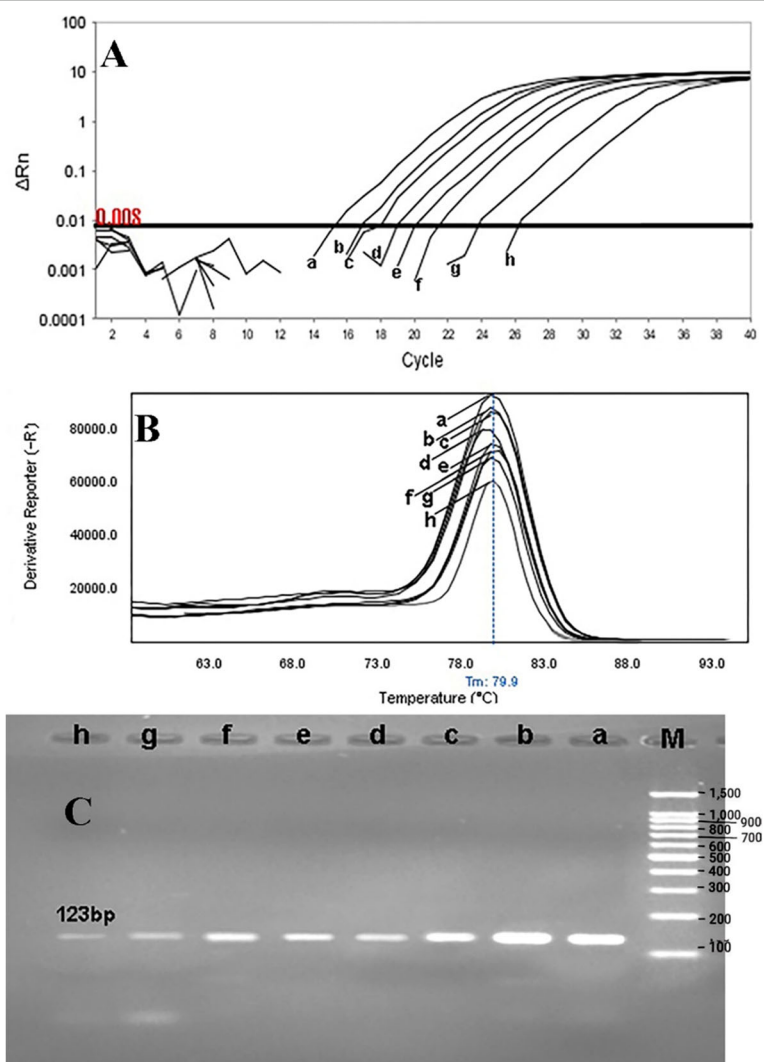 100
A
10
1
ΔRn
0.1
0.01
0.008
b
a
c
d
e
f
g
h
0.001
0.0001
2 4 6 8 10 12 14 16 18 20 22 24 26 28 30 32 34 36 38 40
Cycle
B
Derivative Reporter (-R')
80000.0
60000.0
40000.0
20000.0
a
b c
d e
f g
h
63.0 68.0 73.0 78.0 83.0 88.0 93.0
Tm: 79.9
Temperature (°C)
h g f e d c b a M
C
123bp
1,500
1,000
900
800
700
600
500
400
300
200
100